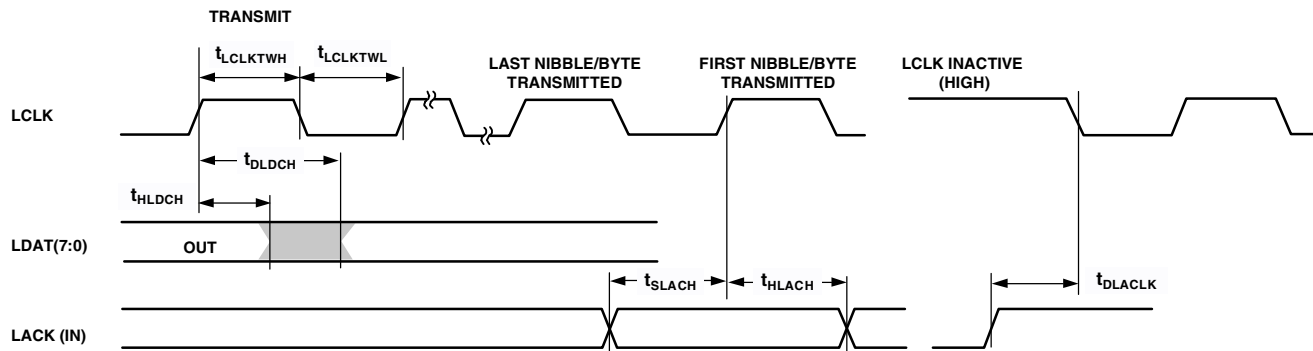 TRANSMIT
tLCLKTWH
tLCLKTWL
LAST NIBBLE/BYTE
TRANSMITTED
FIRST NIBBLE/BYTE
TRANSMITTED
LCLK INACTIVE
(HIGH)
LCLK
tDLDCH
tHLDCH
LDAT(7:0)
OUT
tSLACH
tHLACH
tDLACLK
LACK (IN)